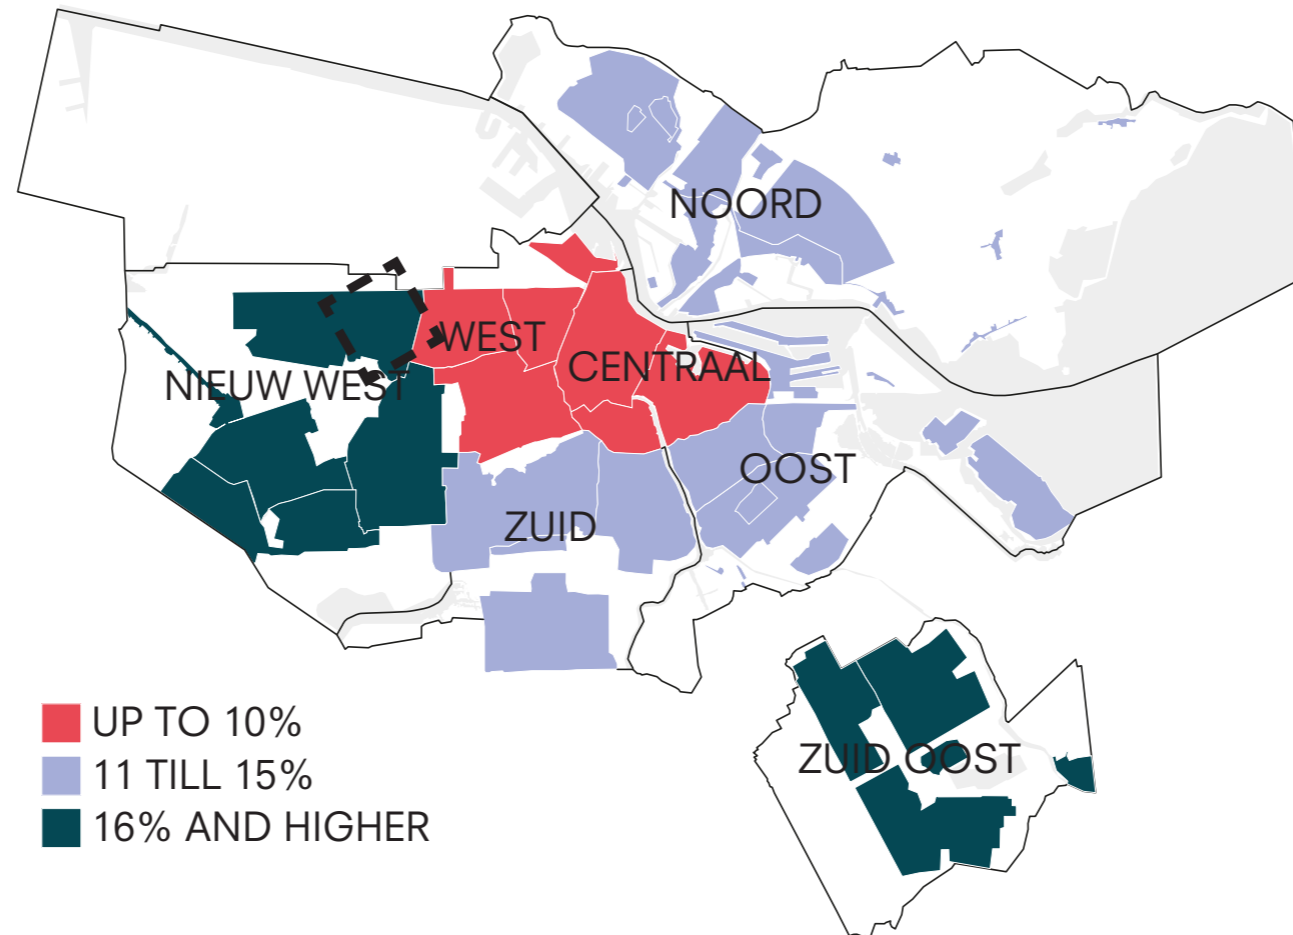 NOORD
WEST
CENTRAAL
NIEUW WEST
OOST
ZUID
UP TO 10%
11 TILL 15%
16% AND HIGHER
ZUID OOST